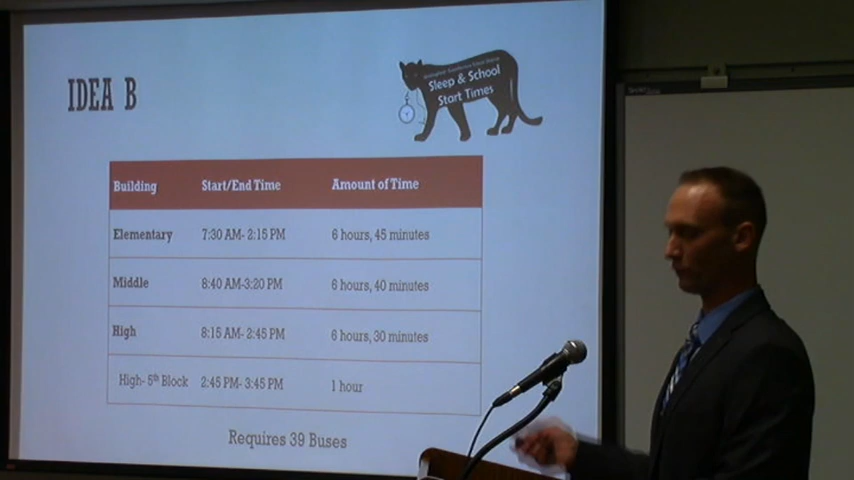 IDEA B
Sleep & School
Start Times
Building Start/End Time Amount of Time
Elementary 7:30 AM- 2:15 PM 6 hours, 45 minutes
Middle 8:40 AM-3:20 PM 6 hours, 40 minutes
High 8:15 AM- 2:45 PM 6 hours, 30 minutes
High- 5th Block 2:45 PM- 3:45 PM 1 hour
Requires 39 Buses